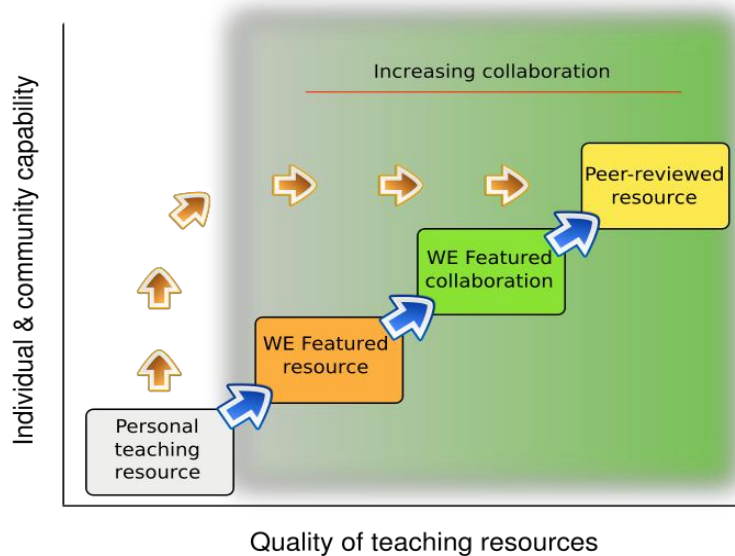 Increasing collaboration
Peer-reviewed
resource
WE Featured
collaboration
WE Featured
resource
Personal
teaching
resource
Individual & community capability
Quality of teaching resources